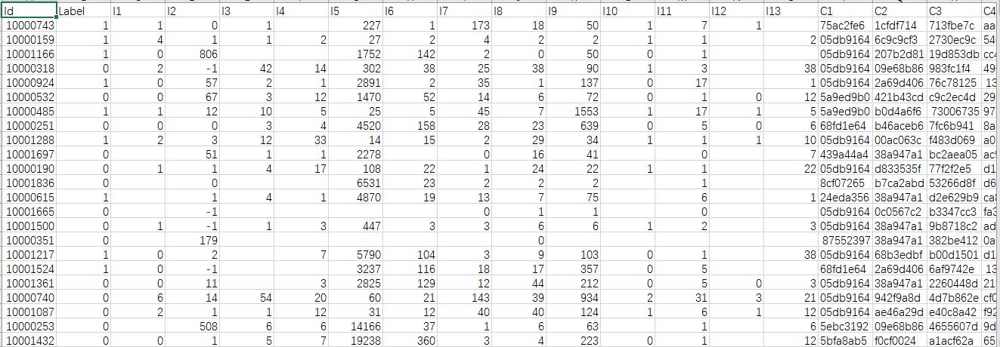 Id Label I1 I2 I3 I4 I5 I6 I7 I8 I9 I10 I11 I12 I13 C1 C2 C3 C4
10000743 1 1 0 1 227 1 173 18 50 1 7 1 75ac2fe6 1cfdf714 713fbe7c aa
10000159 1 4 1 1 2 27 2 4 2 2 1 1 2 05db9164 6c9c9cf3 2730ec9c 54
10001166 1 0 806 1752 142 2 0 50 0 1 05db9164 207b2d81 19d853db cc
10000318 0 2 -1 42 14 302 38 25 38 90 1 3 38 05db9164 09e68b86 983fc1f4 49
10000924 1 0 57 2 1 2891 2 35 1 137 0 17 1 05db9164 2a69d406 76c78125 13
10000532 0 0 67 3 12 1470 52 14 6 72 0 1 0 12 5a9ed9b0 421b43cd c9c2ec4d 29
10000485 1 1 12 10 5 25 5 45 7 1553 1 17 1 5 5a9ed9b0 b0d4a6f6 73006735 97
10000251 0 0 0 3 4 4520 158 28 23 639 0 5 0 6 68fd1e64 b46aceb6 7fc6b941 8a
10001288 1 2 3 12 33 14 15 2 29 34 1 1 1 10 05db9164 00ac063c f483d069 a0
10001697 0 51 1 1 2278 0 16 41 0 7 439a44a4 38a947a1 bc2aea05 ac
10000190 0 1 1 4 17 108 22 1 24 22 1 1 22 05db9164 d833535f 77f2f2e5 d1
10001836 0 0 6531 23 2 2 2 1 8cf07265 b7ca2abd 53266d8f d6
10000615 1 1 4 1 4870 19 13 7 75 6 1 24eda356 38a947a1 d2e629b9 ca
10001665 0 -1 0 1 1 0 05db9164 0c0567c2 b3347cc3 fa
10001500 0 1 -1 1 3 447 3 3 6 6 1 2 3 05db9164 38a947a1 9b8718c2 ad
10000351 0 179 0 87552397 38a947a1 382be412 0a
10001217 1 0 2 7 5790 104 3 9 103 0 1 38 05db9164 68b3edbf b00d1501 d1
10001524 1 0 -1 3237 116 18 17 357 0 5 68fd1e64 2a69d406 6af9742e 13
10001361 0 0 11 3 2825 129 12 44 212 0 5 0 3 05db9164 38a947a1 2260448d 21
10000740 0 6 14 54 20 60 21 143 39 934 2 31 3 21 05db9164 942f9a8d 4d7b862e cf
10001087 0 2 1 1 12 31 12 40 40 124 1 6 1 12 05db9164 ae46a29d e40c8a42 f92
10000253 0 508 6 6 14166 37 1 6 63 1 6 5ebc3192 09e68b86 4655607d 9d
10001432 0 0 1 5 7 19238 360 3 4 223 0 1 12 5bfa8ab5 f0cf0024 a1acf62a 65